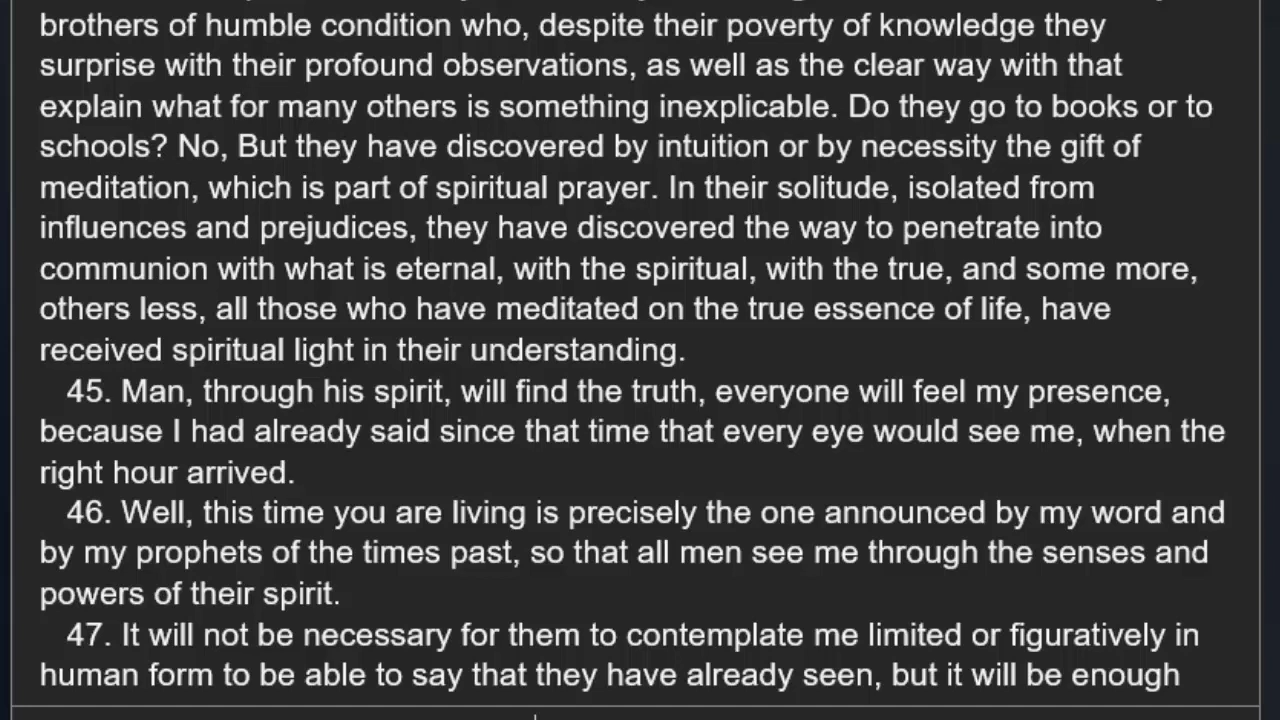 brothers of humble condition who, despite their poverty of knowledge they
surprise with their profound observations, as well as the clear way with that
explain what for many others is something inexplicable. Do they go to books or to
schools? No, But they have discovered by intuition or by necessity the gift of
meditation, which is part of spiritual prayer. In their solitude, isolated from
influences and prejudices, they have discovered the way to penetrate into
communion with what is eternal, with the spiritual, with the true, and some more,
others less, all those who have meditated on the true essence of life, have
received spiritual light in their understanding.
45. Man, through his spirit, will find the truth, everyone will feel my presence,
because I had already said since that time that every eye would see me, when the
right hour arrived.
46. Well, this time you are living is precisely the one announced by my word and
by my prophets of the times past, so that all men see me through the senses and
powers of their spirit.
47. It will not be necessary for them to contemplate me limited or figuratively in
human form to be able to say that they have already seen, but it will be enough